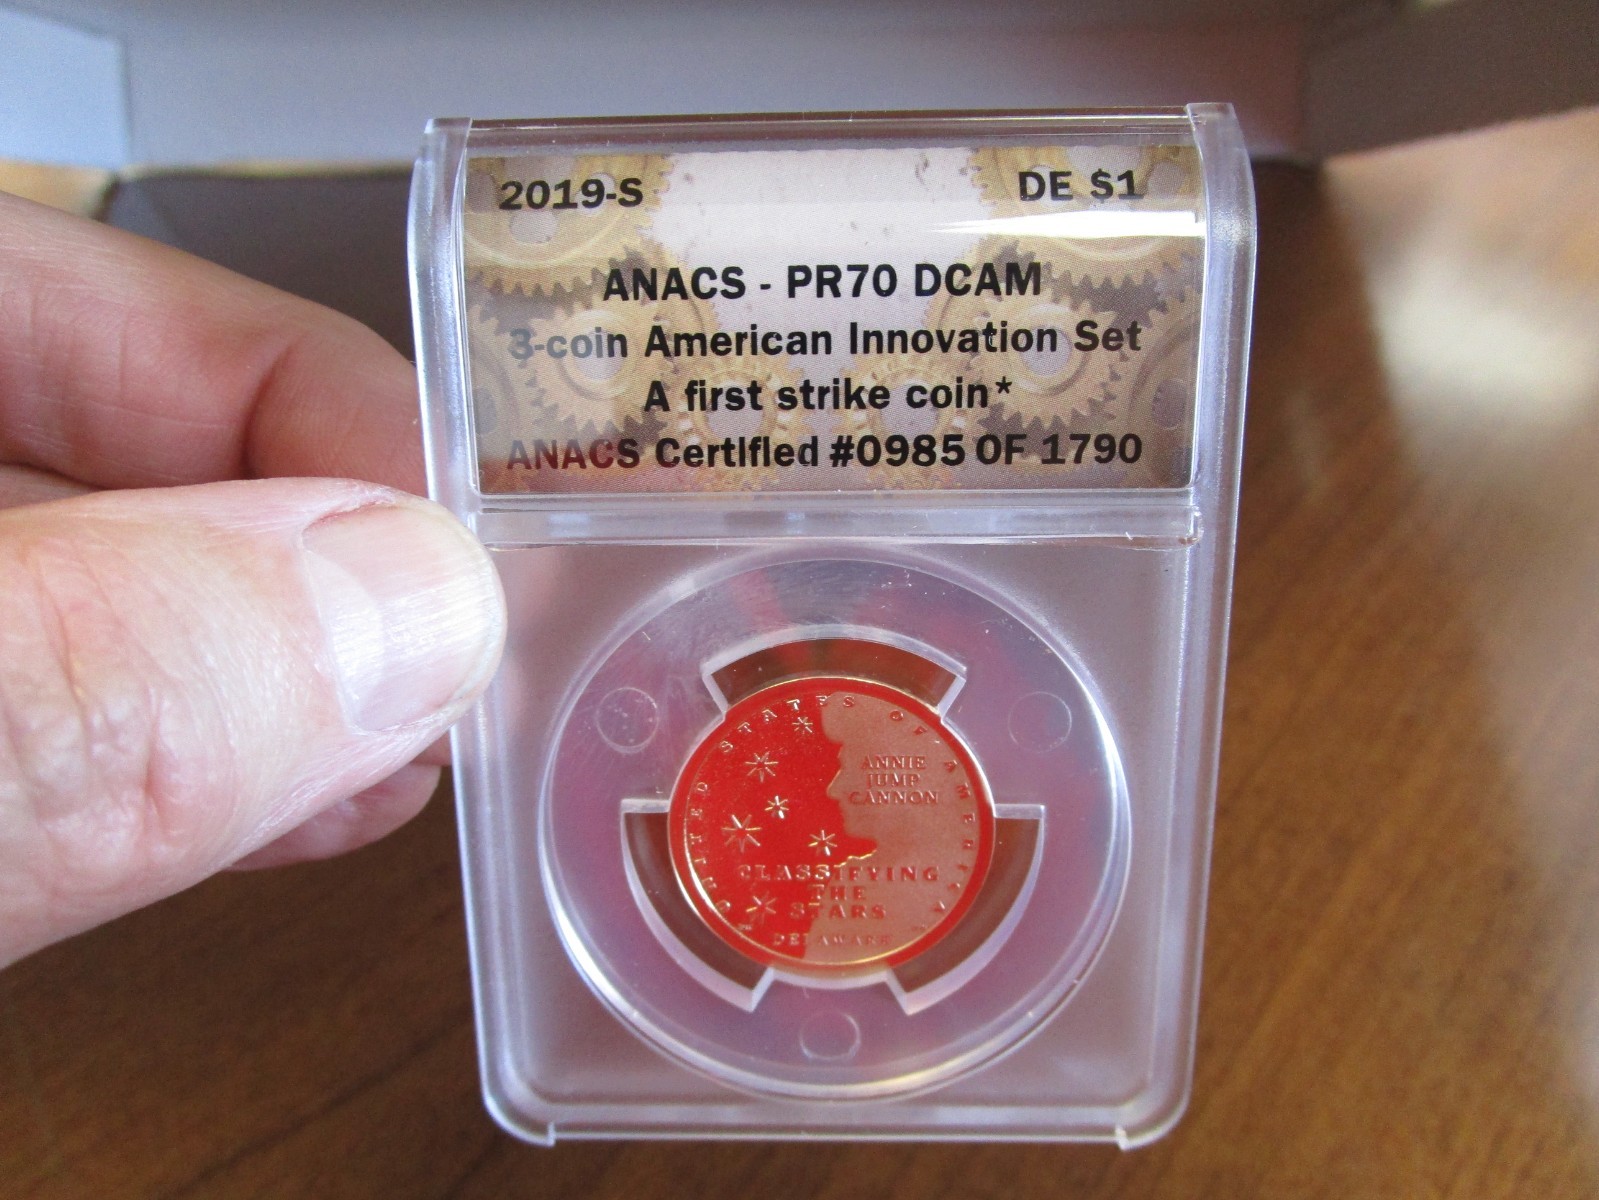 2019-S DE $1
ANACS - PR70 DCAM
3-coin American Innovation Set
A first strike coin*
ANACS Certified #0985 OF 1790
UNITED STATES OF AMERICA
ANNIE
JUMP
CANNON
CLASSIFYING
THE
STARS
DELAWARE